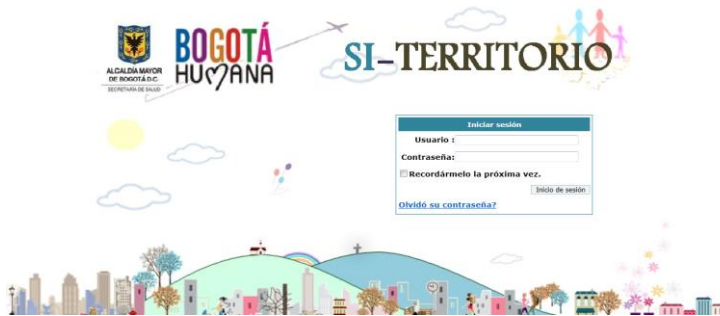 ALCALDÍA MAYOR
DE BOGOTÁ D.C.
SECRETARÍA DE SALUD
BOGOTÁ
HUMANA
SI-TERRITORIO
Iniciar sesión
Usuario :
Contraseña:
Recordármelo la próxima vez.
Inicio de sesión
Olvidó su contraseña?